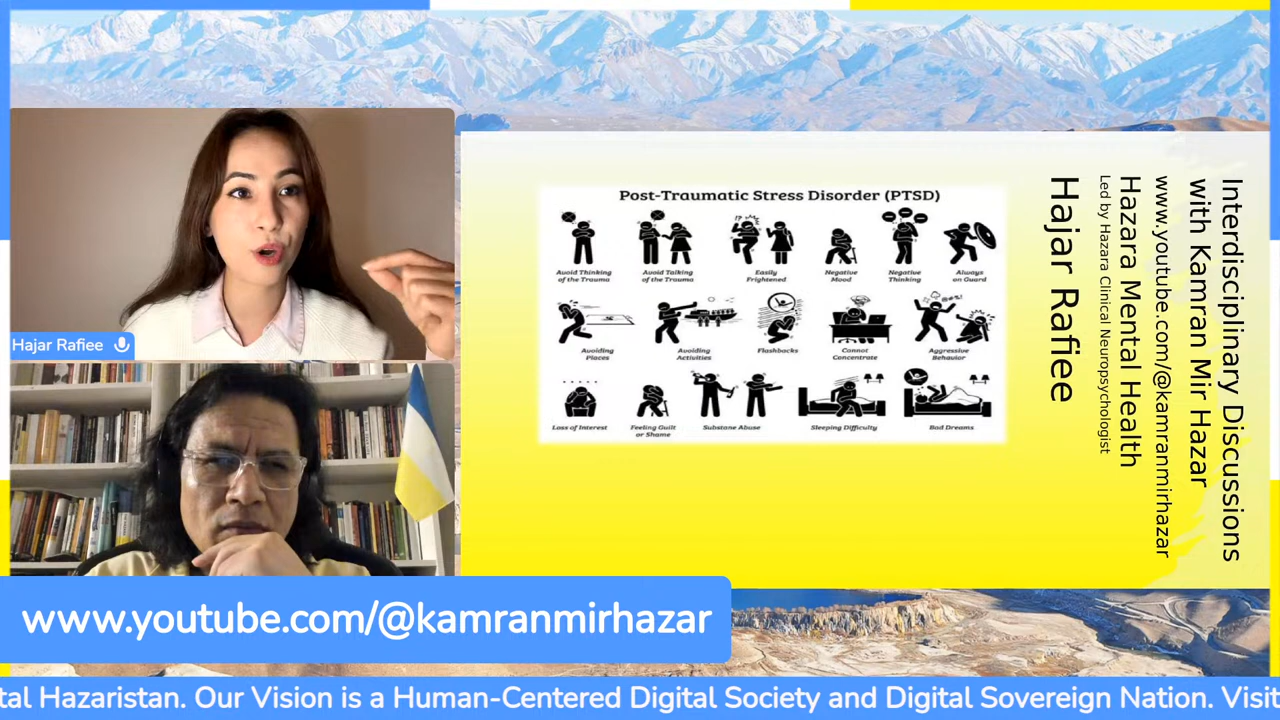 Hajar Rafiee
www.youtube.com/@kamranmirhazar
tal Hazaristan. Our Vision is a Human-Centered Digital Society and Digital Sovereign Nation. Visit
Post-Traumatic Stress Disorder (PTSD)
Avoid Thinking of the Trauma
Avoid Talking of the Trauma
Easily Frightened
Negative Mood
Negative Thinking
Always on Guard
Avoiding Places
Avoiding Activities
Flashbacks
Cannot Concentrate
Aggressive Behavior
Loss of Interest
Feeling Guilt or Shame
Substane Abuse
Sleeping Difficulty
Bad Dreams
Interdisciplinary Discussions
with Kamran Mir Hazar
www.youtube.com/@kamranmirhazar
Hazara Mental Health
Led by Hazara Clinical Neuropsychologist
Hajar Rafiee